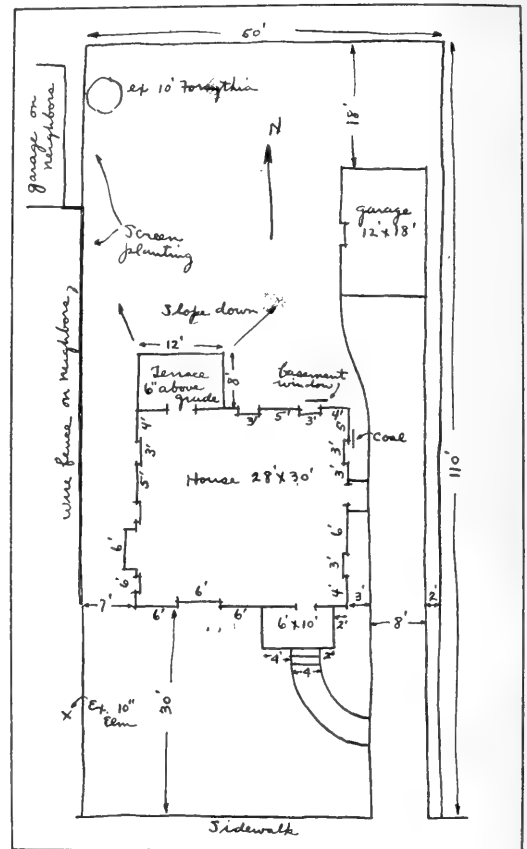 50'
ex 10' Forsythia
garage on
neighbors
N
18'
garage
12' x 18'
Screen
planting
Slope down
12'
Terrace
6" above
grade
8'
basement
window
wire fence on neighbors
4'
3'
5'
3'
5'
3'
4'
5'
3'
3'
Coal
House 28' x 30'
110'
6'
6'
6'
3'
4'
7'
6'
6'
6'
6' x 10'
2'
3'
8'
2'
4'
4
2'
30'
x Ex. 10"
Elm
Sidewalk